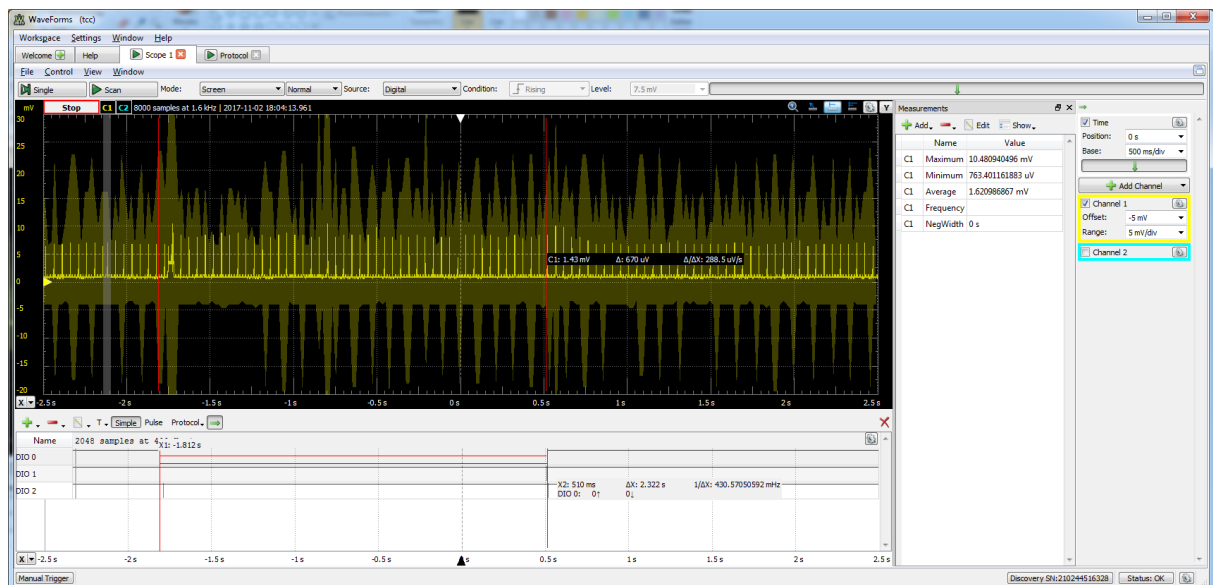 WaveForms (tcc)
Workspace Settings Window Help
Welcome Help Scope 1 Protocol
File Control View Window
Single Scan Mode: Screen Normal Source: Digital Condition: Rising Level: 7.5 mV
mV Stop C1 C2 8000 samples at 1.6 kHz | 2017-11-02 18:04:13.961 Y
30
25
20
15
10
5
0
-5
-10
-15
-20
C1: 1.43 mV Δ: 670 uV Δ/ΔX: 288.5 uV/s
X -2.5 s -2 s -1.5 s -1 s -0.5 s 0 s 0.5 s 1 s 1.5 s 2 s 2.5 s
Measurements
Add Edit Show
Name Value
C1 Maximum 10.480940496 mV
C1 Minimum 763.401161883 uV
C1 Average 1.620986867 mV
C1 Frequency
C1 NegWidth 0 s
Time
Position: 0 s
Base: 500 ms/div
Add Channel
Channel 1
Offset: -5 mV
Range: 5 mV/div
Channel 2
T Simple Pulse Protocol
Name 2048 samples at
X1: -1.812 s
DIO 0
DIO 1
DIO 2
X2: 510 ms ΔX: 2.322 s 1/ΔX: 430.57050592 mHz
DIO 0: 0↑ 0↓
X -2.5 s -2 s -1.5 s -1 s -0.5 s 0.5 s 1 s 1.5 s 2 s 2.5 s
Manual Trigger Discovery SN:210244516328 Status: OK